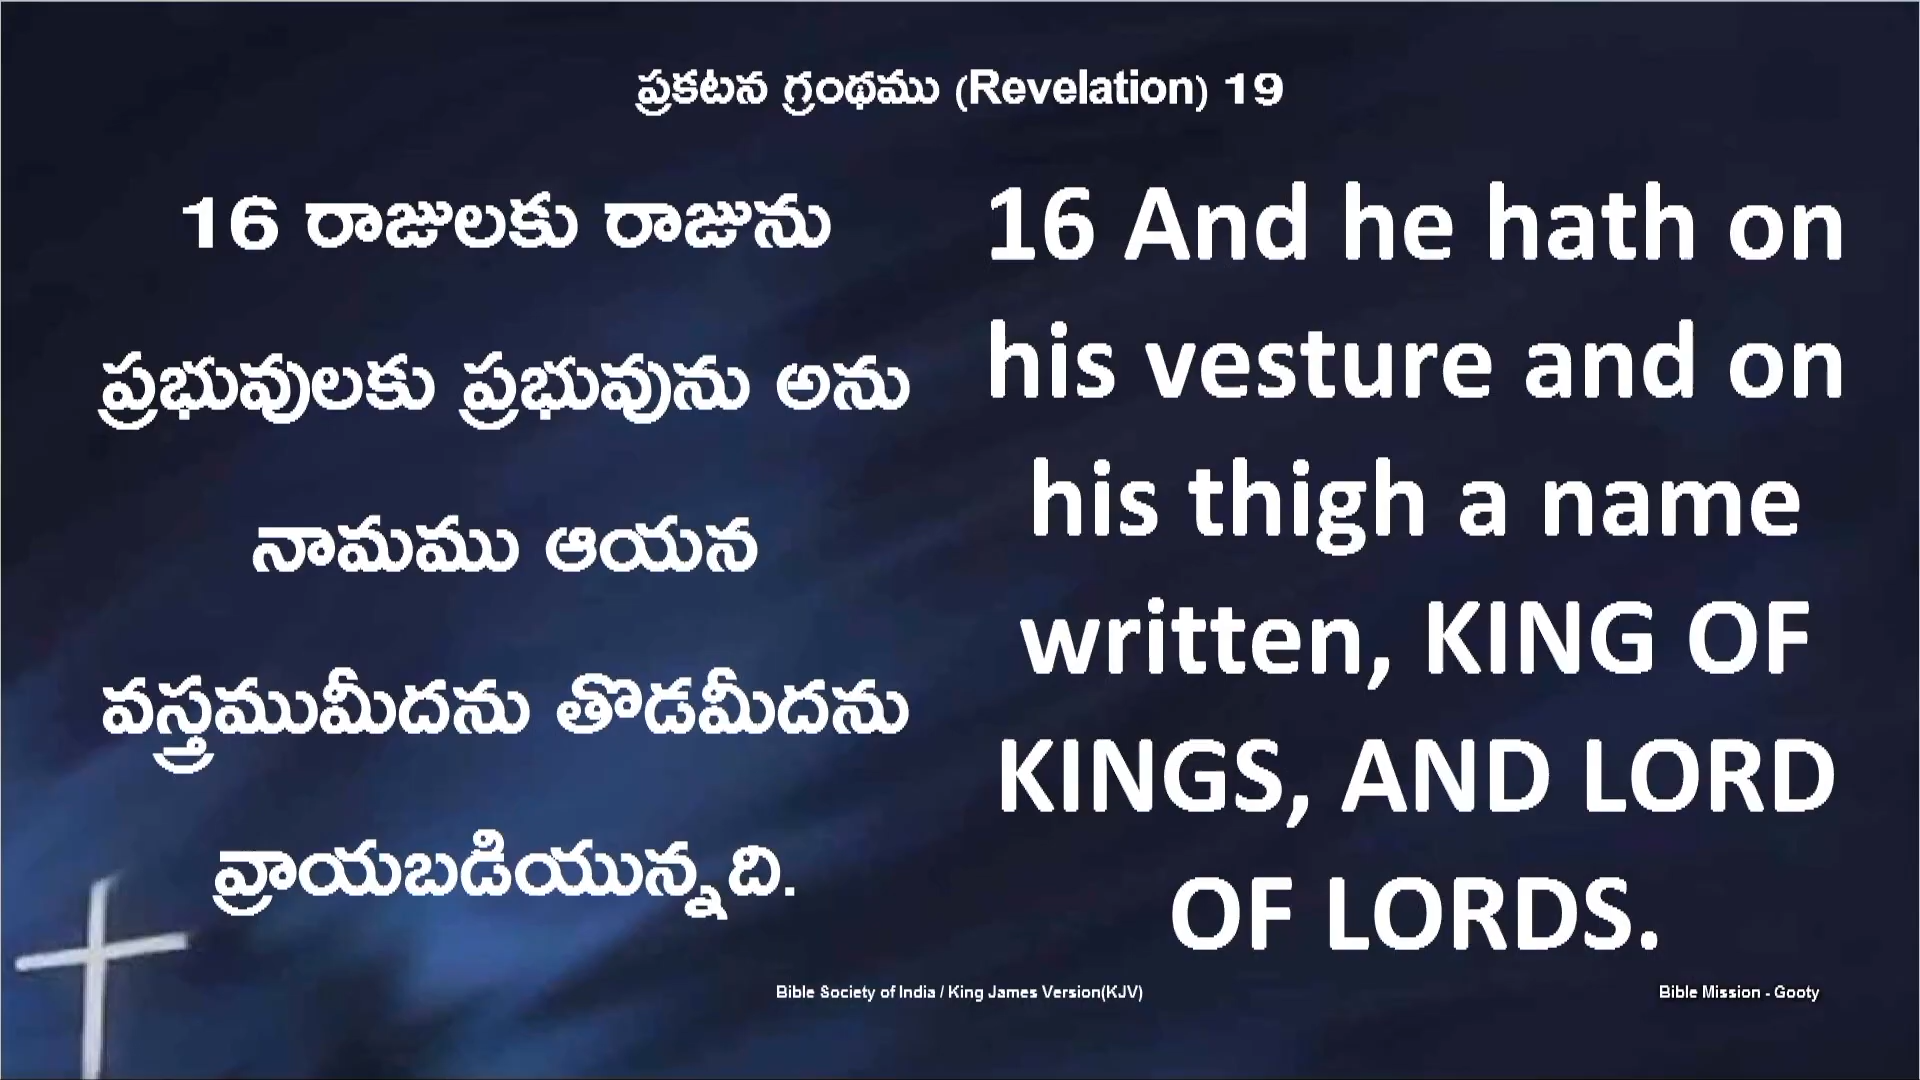 ప్రకటన గ్రంథము (Revelation) 19
16 రాజులకు రాజును
ప్రభువులకు ప్రభువును అను
నామము ఆయన
వస్త్రముమీదను తొడమీదను
వ్రాయబడియున్నది.
16 And he hath on
his vesture and on
his thigh a name
written, KING OF
KINGS, AND LORD
OF LORDS.
Bible Society of India / King James Version(KJV)
Bible Mission - Gooty